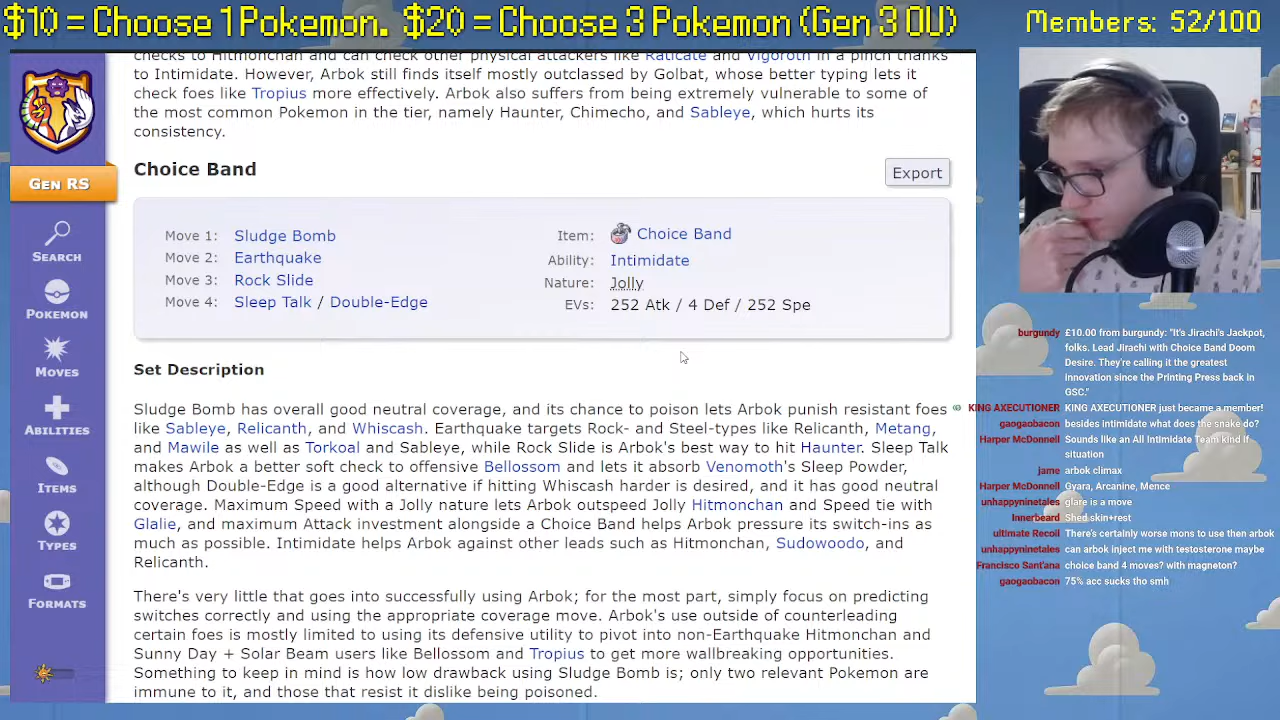 $10 = Choose 1 Pokemon. $20 = Choose 3 Pokemon (Gen 3 OU)
Members: 52/100
checks to Hitmonchan and can check other physical attackers like Raticate and Vigoroth in a pinch thanks
to Intimidate. However, Arbok still finds itself mostly outclassed by Golbat, whose better typing lets it
check foes like Tropius more effectively. Arbok also suffers from being extremely vulnerable to some of
the most common Pokemon in the tier, namely Haunter, Chimecho, and Sableye, which hurts its
consistency.
Choice Band
Export
Move 1: Sludge Bomb
Move 2: Earthquake
Move 3: Rock Slide
Move 4: Sleep Talk / Double-Edge
Item: Choice Band
Ability: Intimidate
Nature: Jolly
EVs: 252 Atk / 4 Def / 252 Spe
Set Description
Sludge Bomb has overall good neutral coverage, and its chance to poison lets Arbok punish resistant foes
like Sableye, Relicanth, and Whiscash. Earthquake targets Rock- and Steel-types like Relicanth, Metang,
and Mawile as well as Torkoal and Sableye, while Rock Slide is Arbok's best way to hit Haunter. Sleep Talk
makes Arbok a better soft check to offensive Bellossom and lets it absorb Venomoth's Sleep Powder,
although Double-Edge is a good alternative if hitting Whiscash harder is desired, and it has good neutral
coverage. Maximum Speed with a Jolly nature lets Arbok outspeed Jolly Hitmonchan and Speed tie with
Glalie, and maximum Attack investment alongside a Choice Band helps Arbok pressure its switch-ins as
much as possible. Intimidate helps Arbok against other leads such as Hitmonchan, Sudowoodo, and
Relicanth.
There's very little that goes into successfully using Arbok; for the most part, simply focus on predicting
switches correctly and using the appropriate coverage move. Arbok's use outside of counterleading
certain foes is mostly limited to using its defensive utility to pivot into non-Earthquake Hitmonchan and
Sunny Day + Solar Beam users like Bellossom and Tropius to get more wallbreaking opportunities.
Something to keep in mind is how low drawback using Sludge Bomb is; only two relevant Pokemon are
immune to it, and those that resist it dislike being poisoned.
GEN RS
SEARCH
POKEMON
MOVES
ABILITIES
ITEMS
TYPES
FORMATS
burgundy £10.00 from burgundy: "It's Jirachi's Jackpot,
folks. Lead Jirachi with Choice Band Doom
Desire. They're calling it the greatest
innovation since the Printing Press back in
GSC."
KING AXECUTIONER KING AXECUTIONER just became a member!
gaogaobacon besides intimidate what does the snake do?
Harper McDonnell Sounds like an All Intimidate Team kind if
situation
jame arbok climax
Harper McDonnell Gyara, Arcanine, Mence
unhappyninetales glare is a move
Innerbeard Shed skin+rest
ultimate Recoil There's certainly worse mons to use then arbok
unhappyninetales can arbok inject me with testosterone maybe
Francisco Sant'ana choice band 4 moves? with magneton?
gaogaobacon 75% acc sucks tho smh